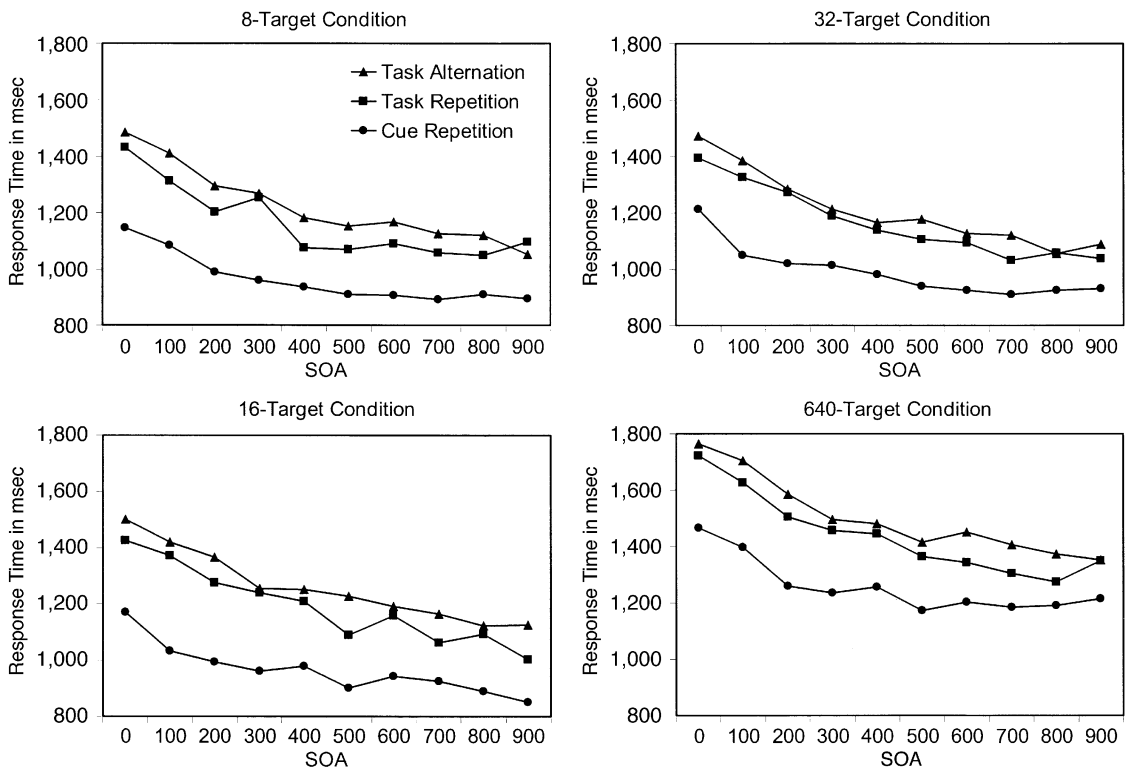 8-Target Condition
Response Time in msec
1,800
1,600
1,400
1,200
1,000
800
Task Alternation
Task Repetition
Cue Repetition
0 100 200 300 400 500 600 700 800 900
SOA
32-Target Condition
Response Time in msec
1,800
1,600
1,400
1,200
1,000
800
0 100 200 300 400 500 600 700 800 900
SOA
16-Target Condition
Response Time in msec
1,800
1,600
1,400
1,200
1,000
800
0 100 200 300 400 500 600 700 800 900
SOA
640-Target Condition
Response Time in msec
1,800
1,600
1,400
1,200
1,000
800
0 100 200 300 400 500 600 700 800 900
SOA